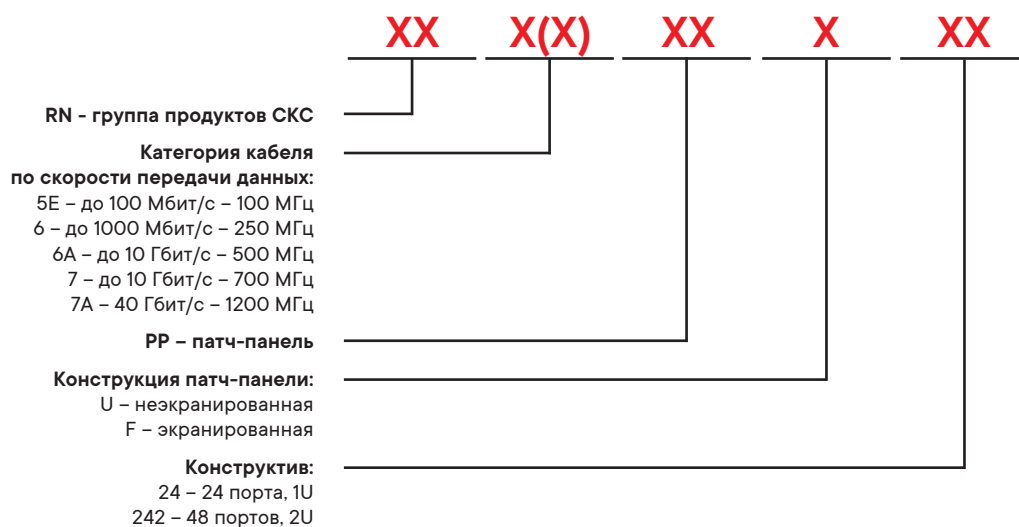 XX X(X) XX X XX
RN - группа продуктов СКС
Категория кабеля
по скорости передачи данных:
5E – до 100 Мбит/с – 100 МГц
6 – до 1000 Мбит/с – 250 МГц
6A – до 10 Гбит/с – 500 МГц
7 – до 10 Гбит/с – 700 МГц
7A – 40 Гбит/с – 1200 МГц
PP – патч-панель
Конструкция патч-панели:
U – неэкранированная
F – экранированная
Конструктив:
24 – 24 порта, 1U
242 – 48 портов, 2U